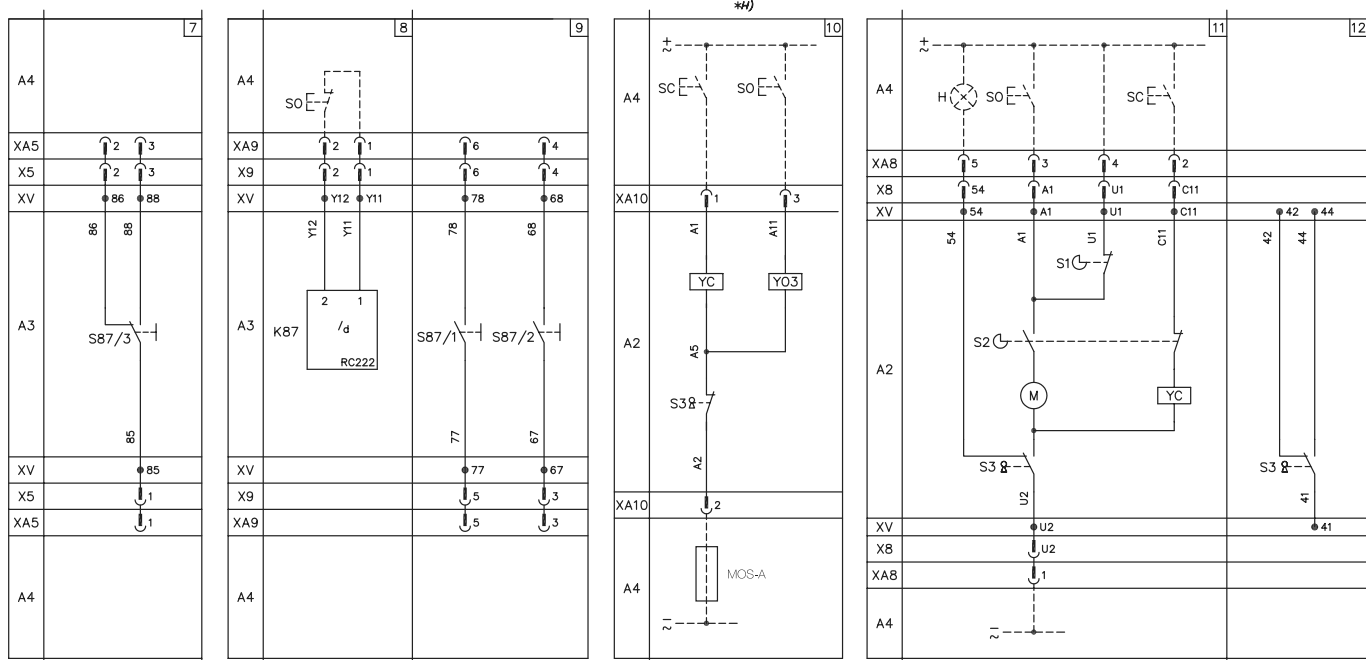 *H)
7
8
9
10
11
12
A4
A4
SO
A4
+
~
SC
SO
A4
+
~
H
SO
SC
XA5
2
3
XA9
2
1
6
4
XA8
5
3
4
2
X5
2
3
X9
2
1
6
4
X8
54
A1
U1
C11
XV
86
88
XV
Y12
Y11
78
68
XA10
1
3
XV
54
A1
U1
C11
42
44
86
88
Y12
Y11
78
68
A1
A11
54
A1
U1
C11
42
44
S1
YC
YO3
2
1
A3
S87/3
A3
K87
/d
RC222
S87/1
S87/2
A2
A5
S2
A2
M
YC
S3
85
77
67
A2
S3
S3
U2
41
XV
85
XV
77
67
X5
1
X9
5
3
XA10
2
XA5
1
XA9
5
3
XV
U2
41
X8
U2
XA8
1
A4
A4
A4
MOS-A
-
~
A4
-
~